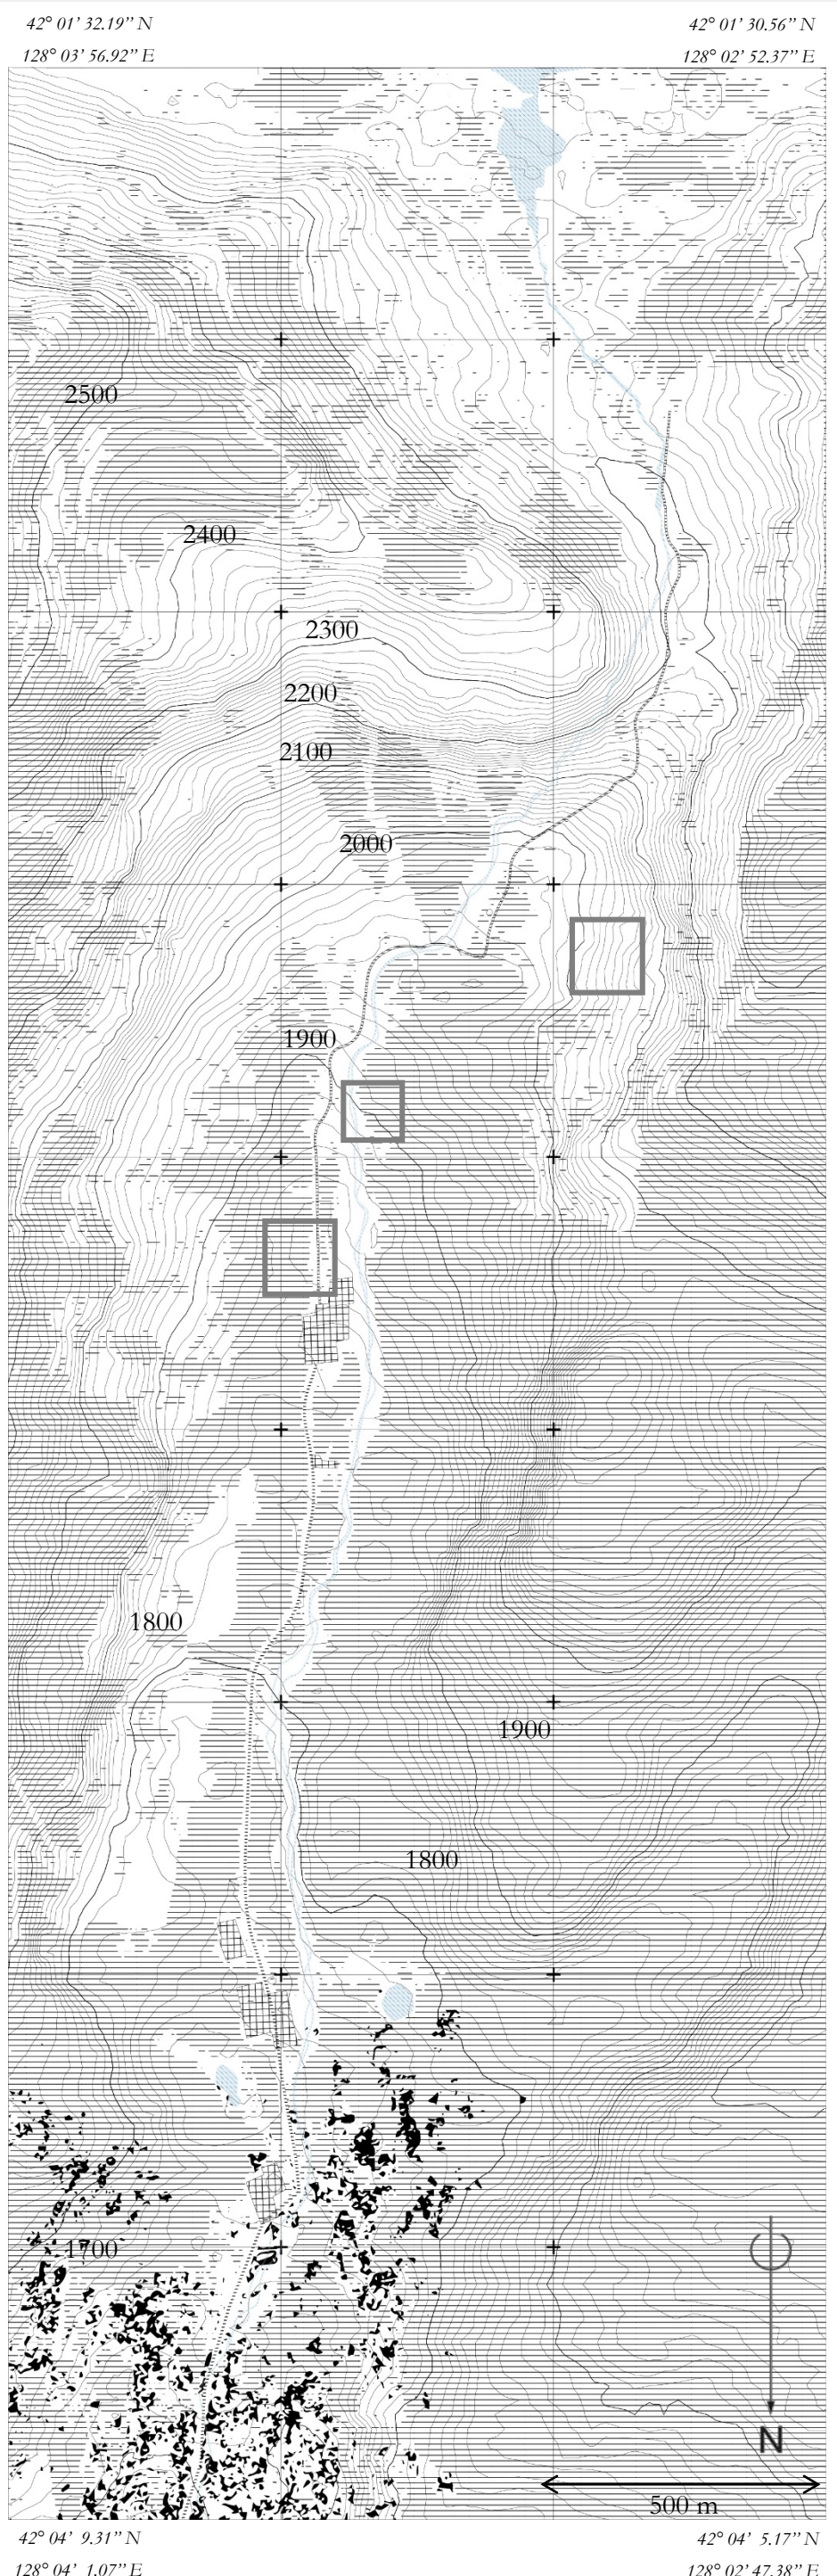 42° 01’ 32.19” N
42° 01’ 30.56” N
128° 03’ 56.92” E
128° 02’ 52.37” E
2500
2400
2300
2200
2100
2000
1900
1800
1900
1800
1700
N
500 m
42° 04’ 9.31” N
42° 04’ 5.17” N
128° 04’ 1.07” E
128° 02’ 47.38” E